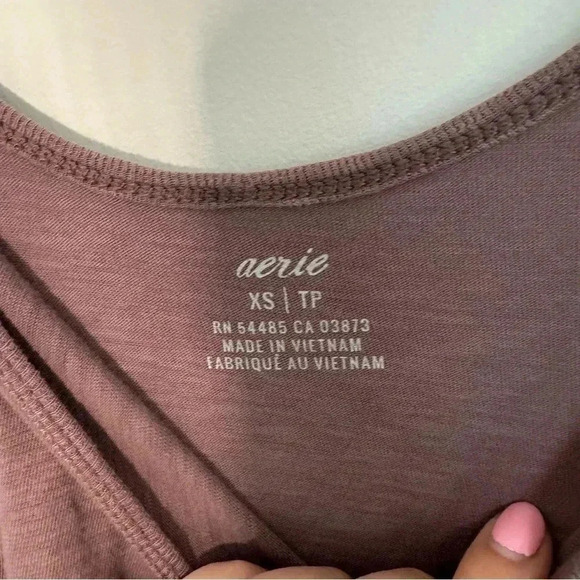 aerie
XS | TP
RN 54485 CA 03873
MADE IN VIETNAM
FABRIQUÉ AU VIETNAM